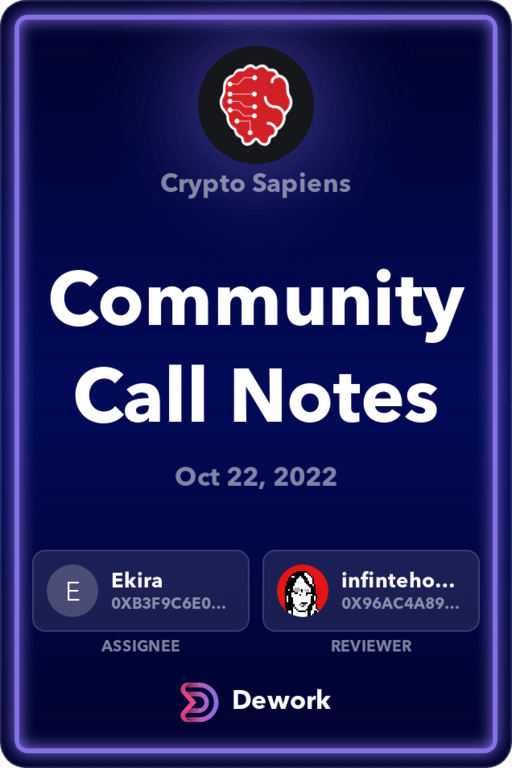 Crypto Sapiens
Community
Call Notes
Oct 22, 2022
E
Ekira
0XB3F9C6E0...
infinteho...
0X96AC4A89...
ASSIGNEE
REVIEWER
Dework